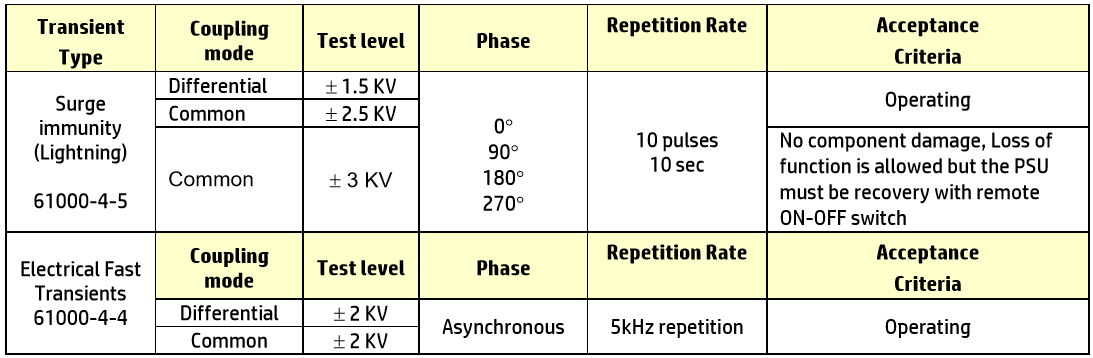 Transient Type
Coupling mode
Test level
Phase
Repetition Rate
Acceptance Criteria
Surge
immunity
(Lightning)
61000-4-5
Differential
± 1.5 KV
Common
± 2.5 KV
Common
± 3 KV
0°
90°
180°
270°
10 pulses
10 sec
Operating
No component damage, Loss of
function is allowed but the PSU
must be recovery with remote
ON-OFF switch
Electrical Fast
Transients
61000-4-4
Coupling
mode
Test level
Phase
Repetition Rate
Acceptance
Criteria
Differential
± 2 KV
Common
± 2 KV
Asynchronous
5kHz repetition
Operating